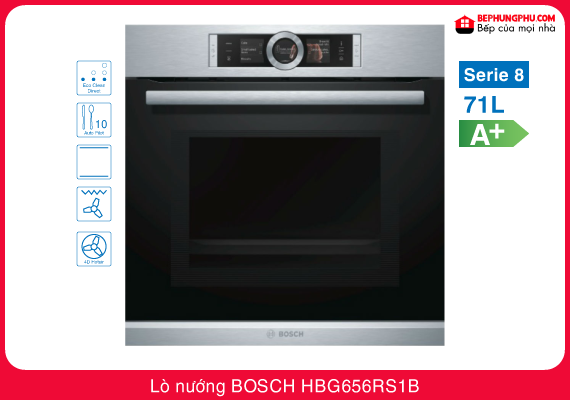 BEPHUNGPHU.COM
Bếp của mọi nhà
Serie 8
71L
A+
Eco Clean
Direct
10
Auto Pilot
4D Hotair
BOSCH
Lò nướng BOSCH HBG656RS1B